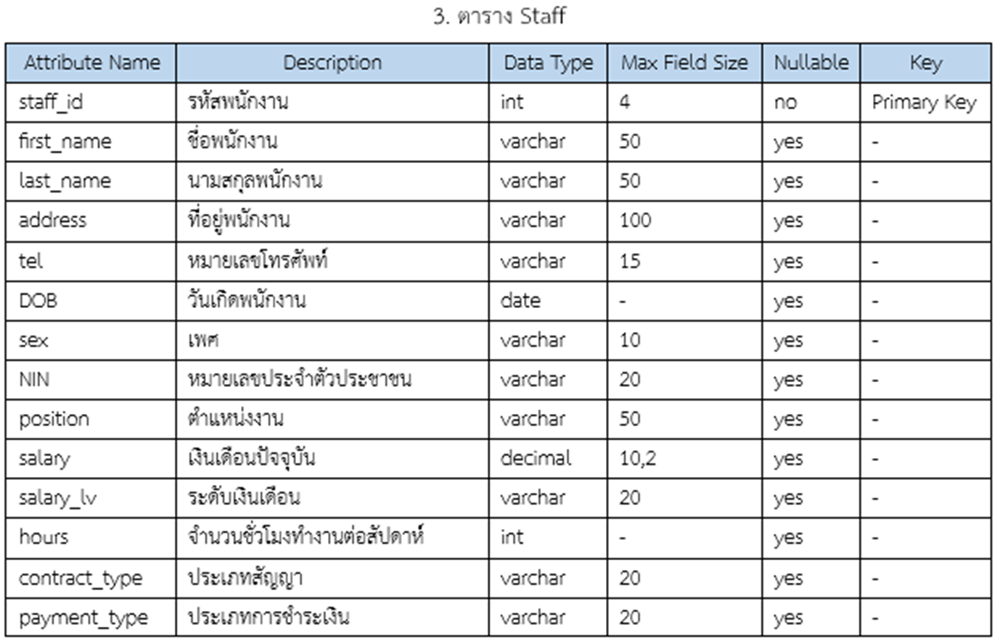 3. ตาราง Staff
Attribute Name Description Data Type Max Field Size Nullable Key
staff_id รหัสพนักงาน int 4 no Primary Key
first_name ชื่อพนักงาน varchar 50 yes -
last_name นามสกุลพนักงาน varchar 50 yes -
address ที่อยู่พนักงาน varchar 100 yes -
tel หมายเลขโทรศัพท์ varchar 15 yes -
DOB วันเกิดพนักงาน date - yes -
sex เพศ varchar 10 yes -
NIN หมายเลขประจำตัวประชาชน varchar 20 yes -
position ตำแหน่งงาน varchar 50 yes -
salary เงินเดือนปัจจุบัน decimal 10,2 yes -
salary_lv ระดับเงินเดือน varchar 20 yes -
hours จำนวนชั่วโมงทำงานต่อสัปดาห์ int - yes -
contract_type ประเภทสัญญา varchar 20 yes -
payment_type ประเภทการชำระเงิน varchar 20 yes -